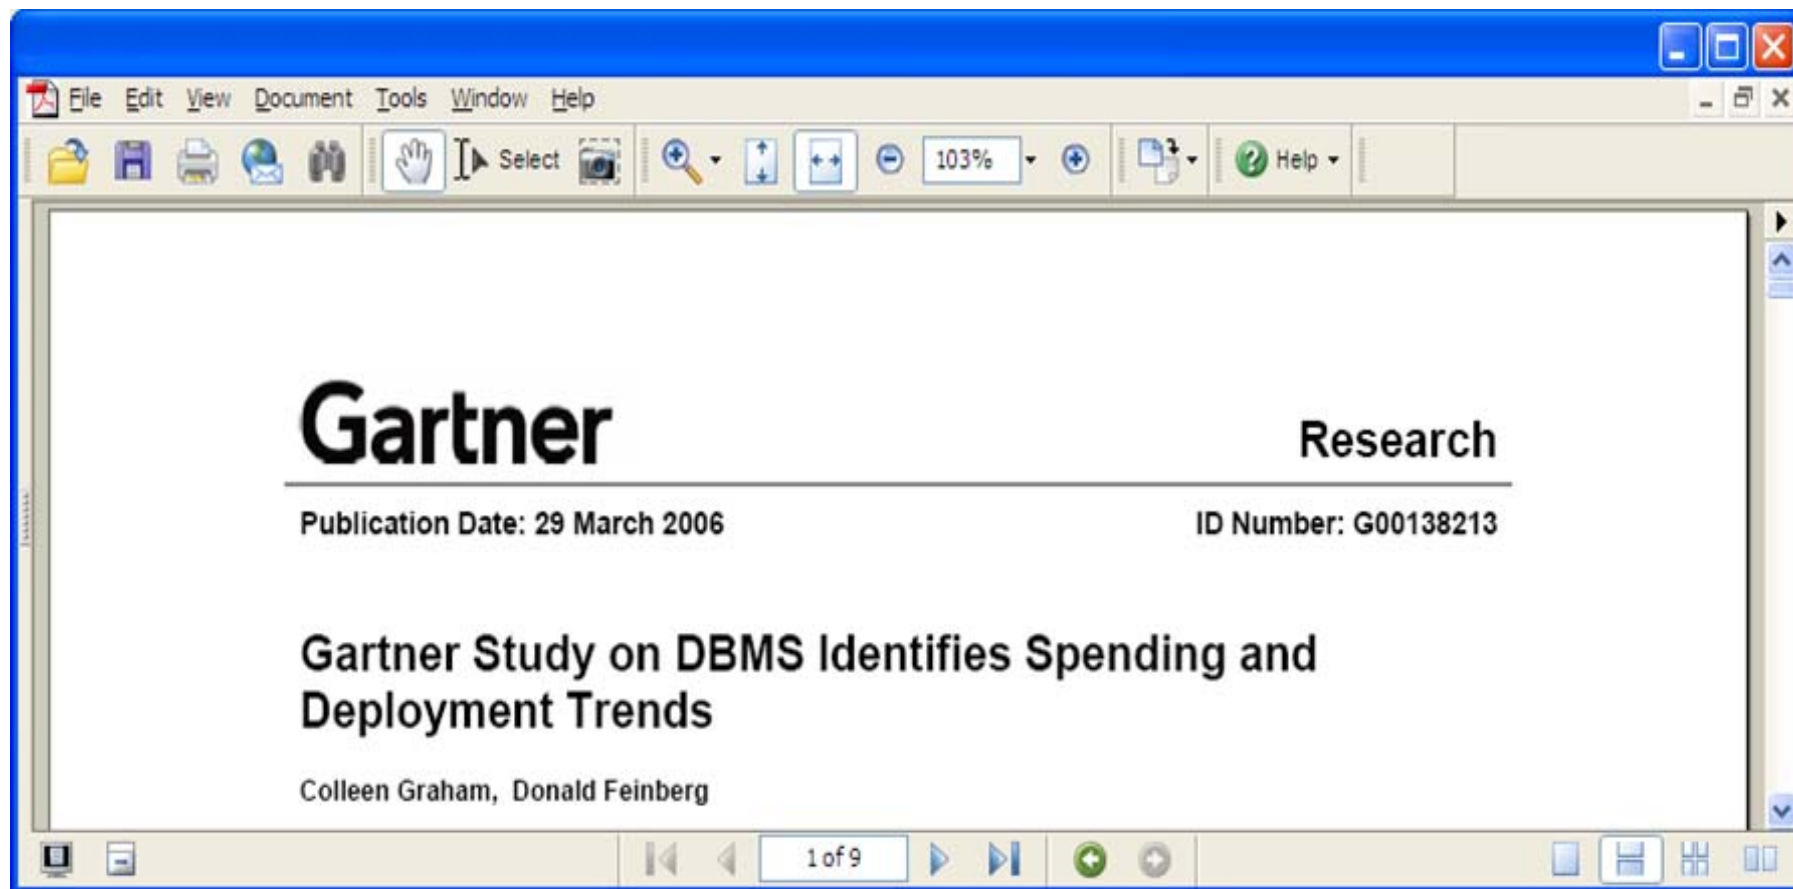 File Edit View Document Tools Window Help
Select 103% Help
Gartner
Research
Publication Date: 29 March 2006
ID Number: G00138213
Gartner Study on DBMS Identifies Spending and
Deployment Trends
Colleen Graham, Donald Feinberg
1 of 9